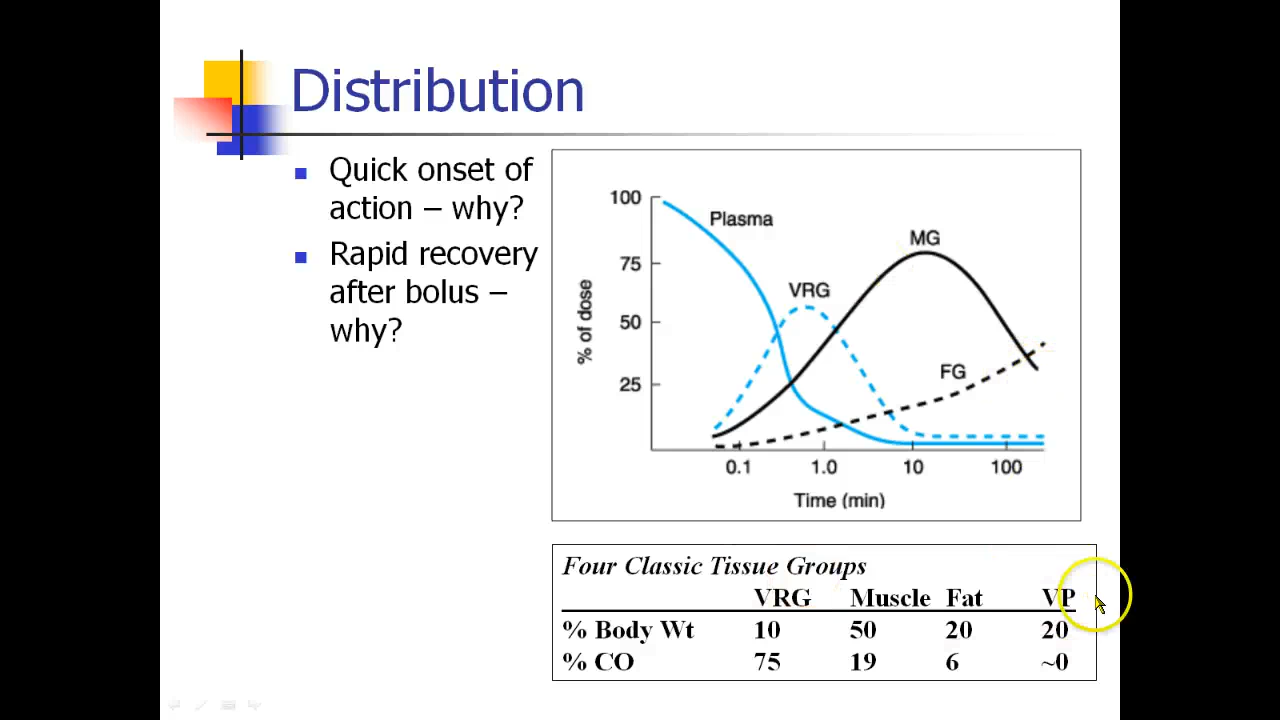 Distribution
Quick onset of
action – why?
Rapid recovery
after bolus –
why?
100
75
50
25
% of dose
Plasma
VRG
MG
FG
0.1 1.0 10 100
Time (min)
Four Classic Tissue Groups
VRG Muscle Fat VP
% Body Wt 10 50 20 20
% CO 75 19 6 ~0